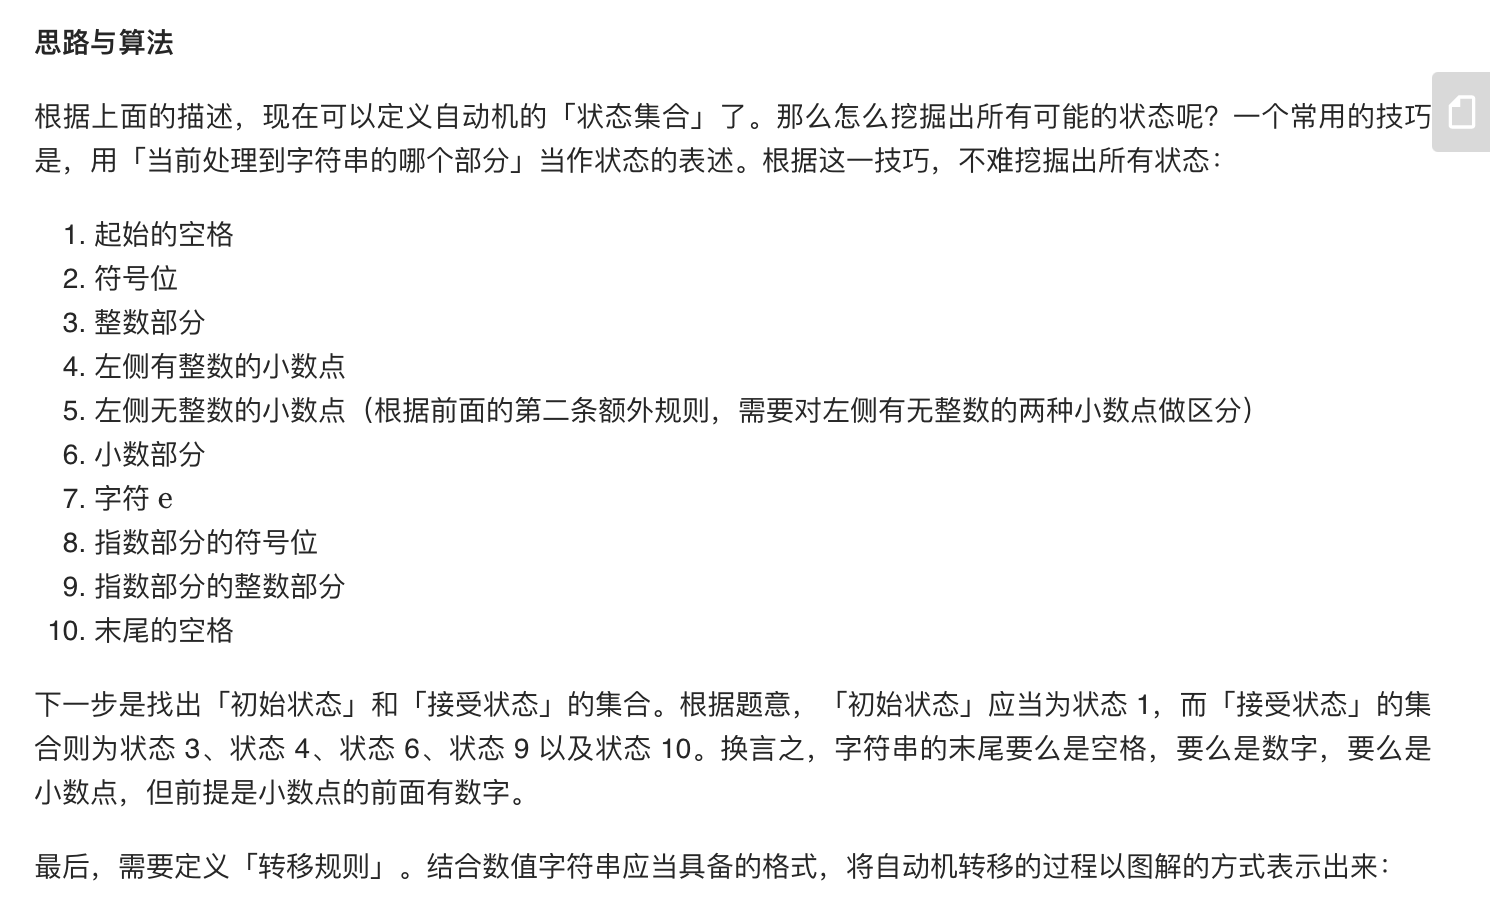 思路与算法
根据上面的描述，现在可以定义自动机的「状态集合」了。那么怎么挖掘出所有可能的状态呢？一个常用的技巧
是，用「当前处理到字符串的哪个部分」当作状态的表述。根据这一技巧，不难挖掘出所有状态：
1. 起始的空格
2. 符号位
3. 整数部分
4. 左侧有整数的小数点
5. 左侧无整数的小数点（根据前面的第二条额外规则，需要对左侧有无整数的两种小数点做区分）
6. 小数部分
7. 字符 e
8. 指数部分的符号位
9. 指数部分的整数部分
10. 末尾的空格
下一步是找出「初始状态」和「接受状态」的集合。根据题意，「初始状态」应当为状态 1，而「接受状态」的集
合则为状态 3、状态 4、状态 6、状态 9 以及状态 10。换言之，字符串的末尾要么是空格，要么是数字，要么是
小数点，但前提是小数点的前面有数字。
最后，需要定义「转移规则」。结合数值字符串应当具备的格式，将自动机转移的过程以图解的方式表示出来：